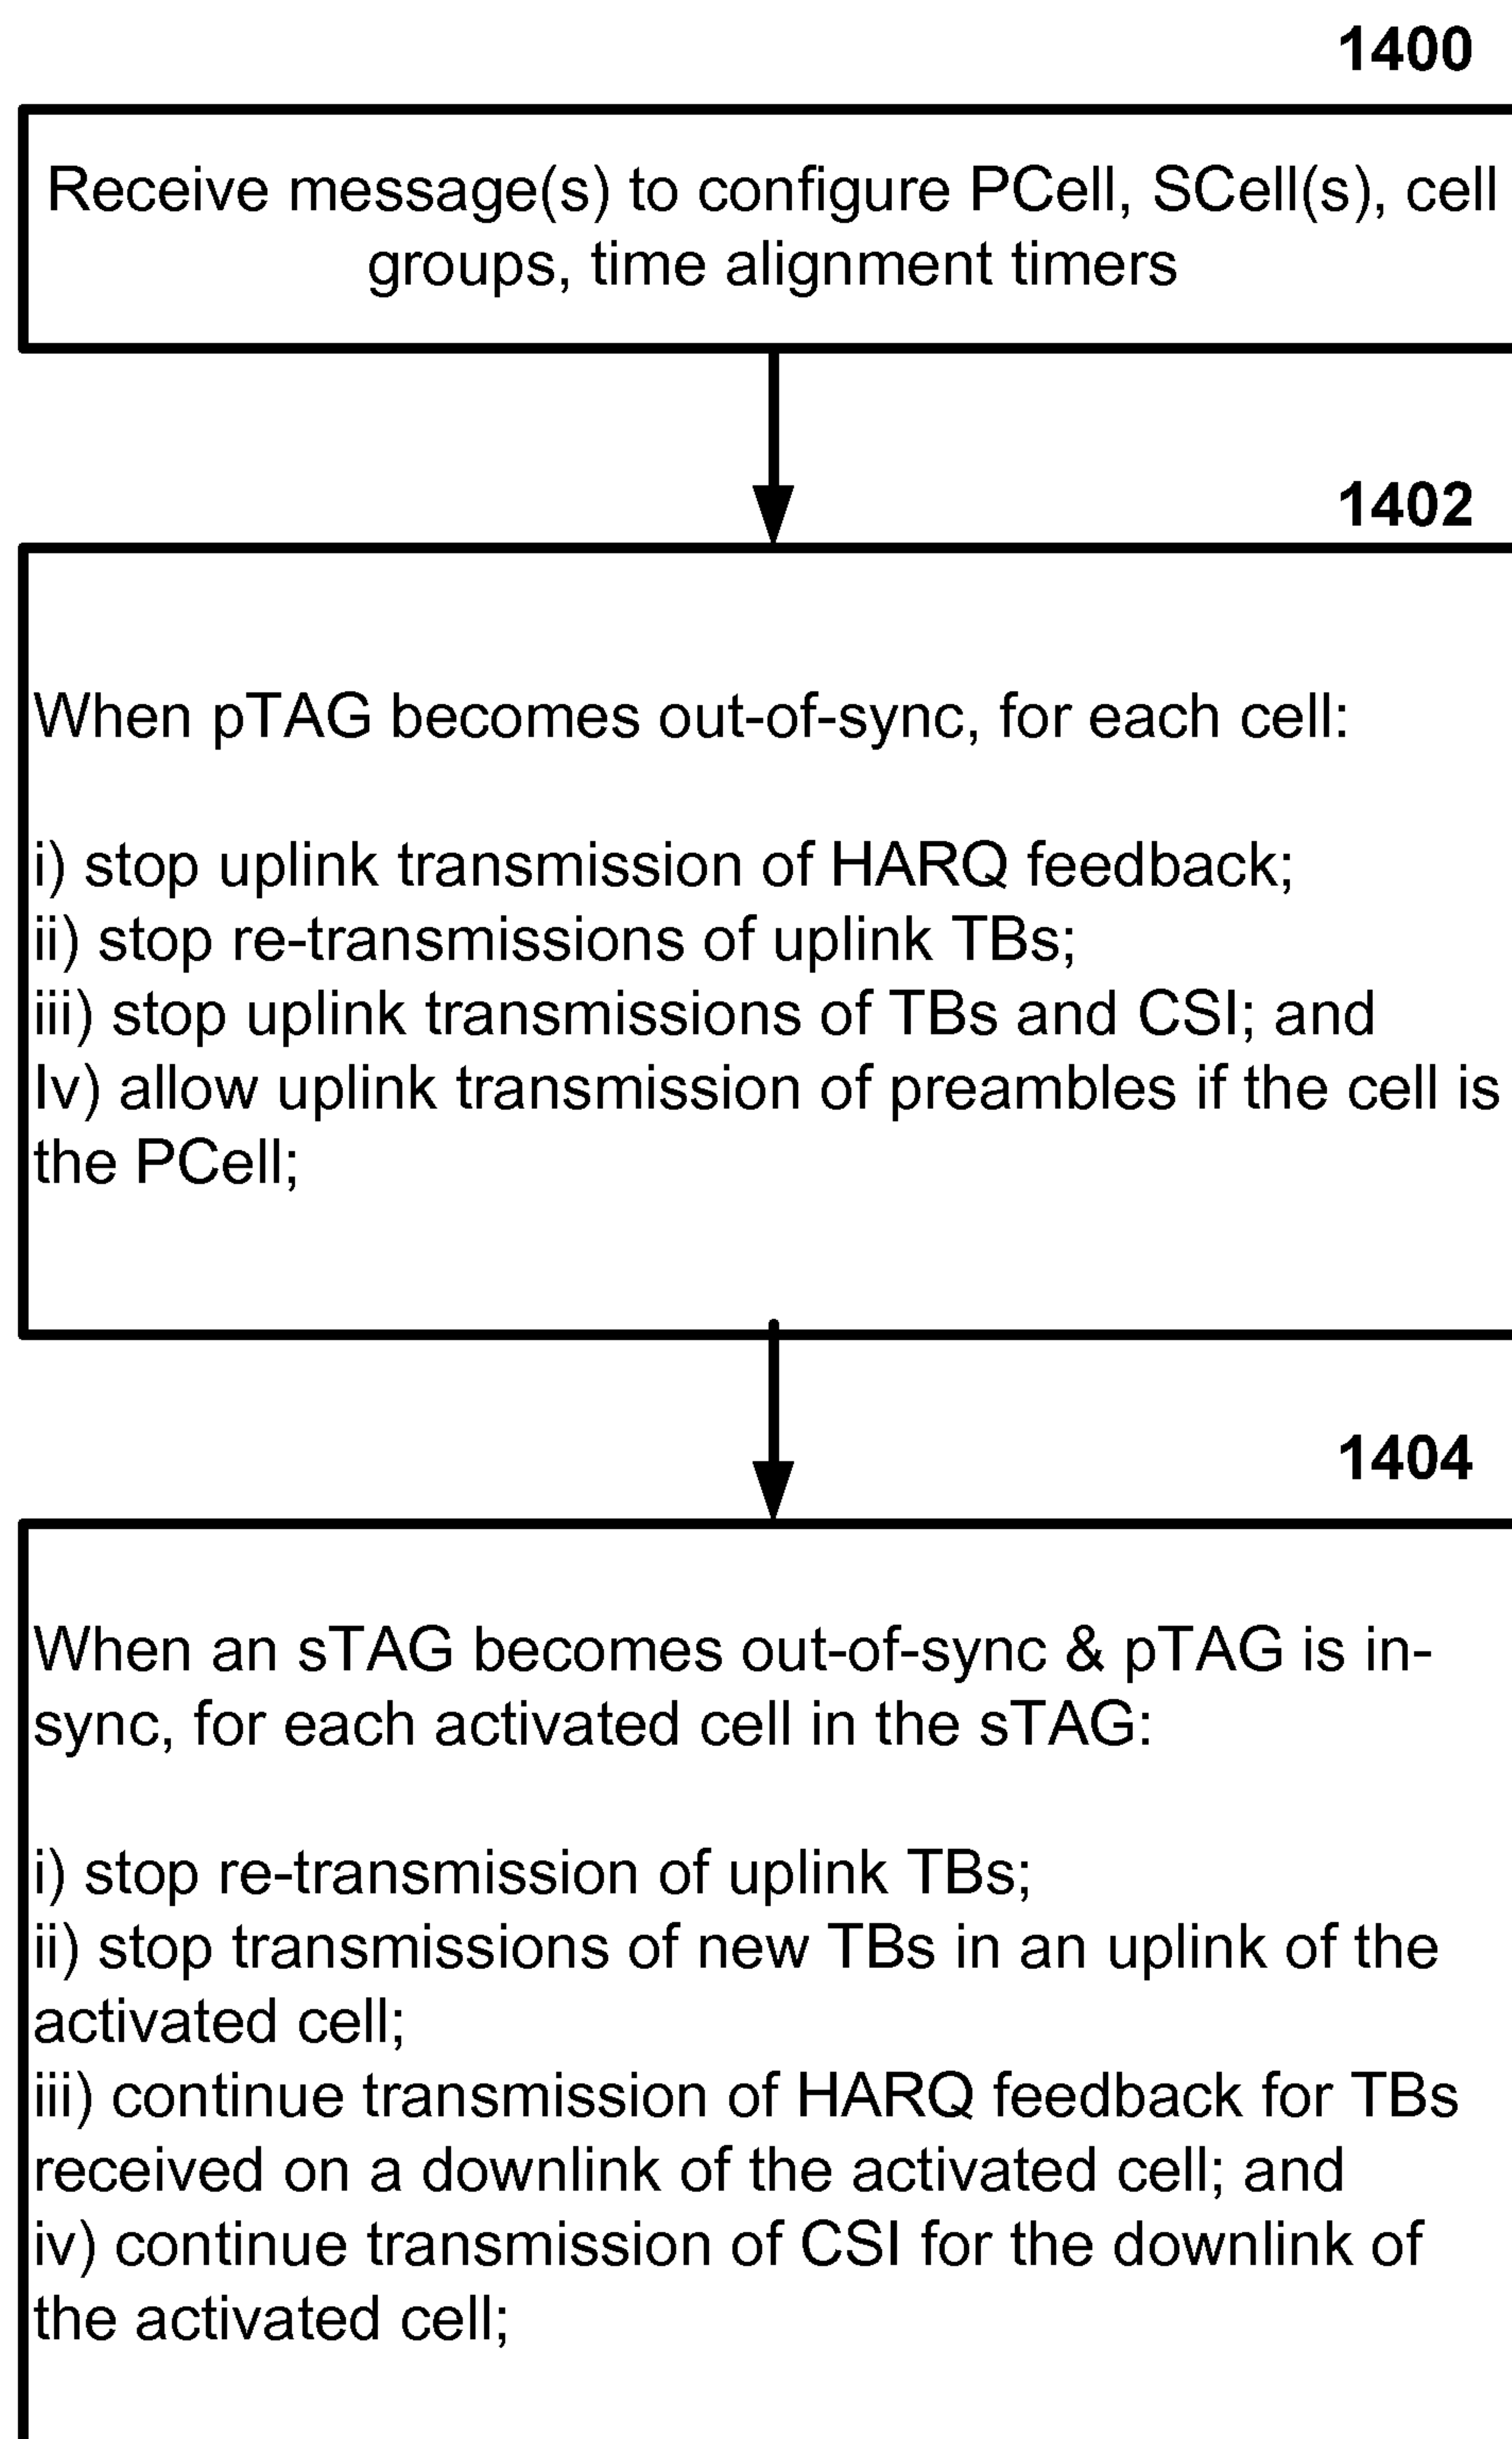 1400
Receive message(s) to configure PCell, SCell(s), cell
groups, time alignment timers
1402
When pTAG becomes out-of-sync, for each cell:
i) stop uplink transmission of HARQ feedback;
ii) stop re-transmissions of uplink TBs;
iii) stop uplink transmissions of TBs and CSI; and
Iv) allow uplink transmission of preambles if the cell is
the PCell;
1404
When an sTAG becomes out-of-sync & pTAG is in-
sync, for each activated cell in the sTAG:
i) stop re-transmission of uplink TBs;
ii) stop transmissions of new TBs in an uplink of the
activated cell;
iii) continue transmission of HARQ feedback for TBs
received on a downlink of the activated cell; and
iv) continue transmission of CSI for the downlink of
the activated cell;